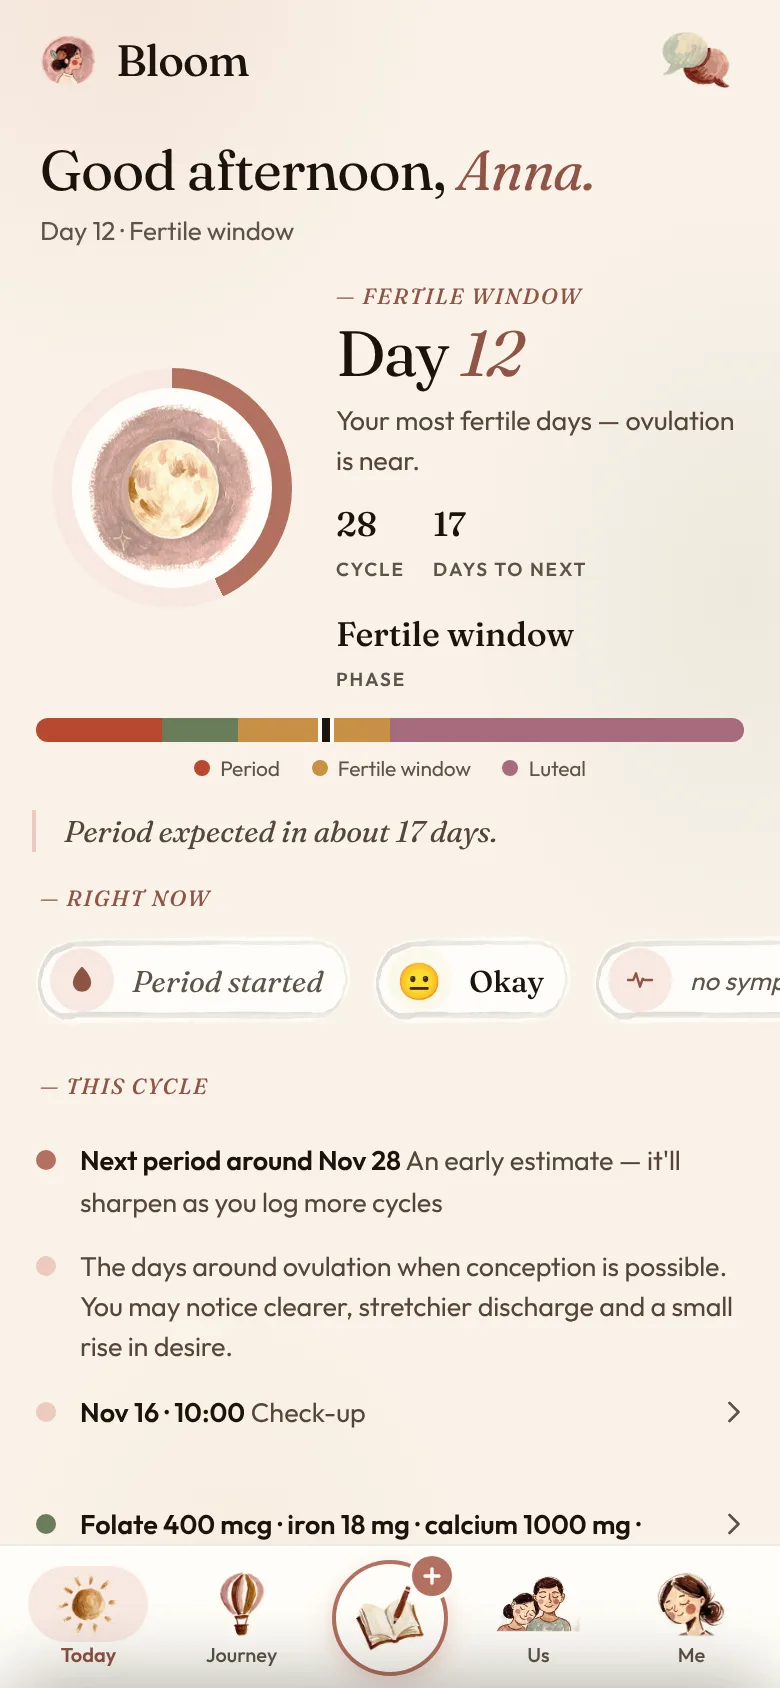 Bloom
Good afternoon, Anna.
Day 12 · Fertile window
— FERTILE WINDOW
Day 12
Your most fertile days — ovulation
is near.
28 17
CYCLE DAYS TO NEXT
Fertile window
PHASE
Period Fertile window Luteal
Period expected in about 17 days.
— RIGHT NOW
Period started Okay no symp
— THIS CYCLE
Next period around Nov 28 An early estimate — it'll
sharpen as you log more cycles
The days around ovulation when conception is possible.
You may notice clearer, stretchier discharge and a small
rise in desire.
Nov 16 · 10:00 Check-up
Folate 400 mcg · iron 18 mg · calcium 1000 mg ·
Today Journey Us Me